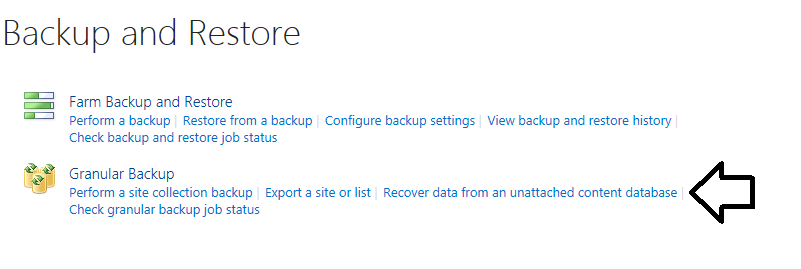 Backup and Restore
Farm Backup and Restore
Perform a backup | Restore from a backup | Configure backup settings | View backup and restore history |
Check backup and restore job status
Granular Backup
Perform a site collection backup | Export a site or list | Recover data from an unattached content database |
Check granular backup job status